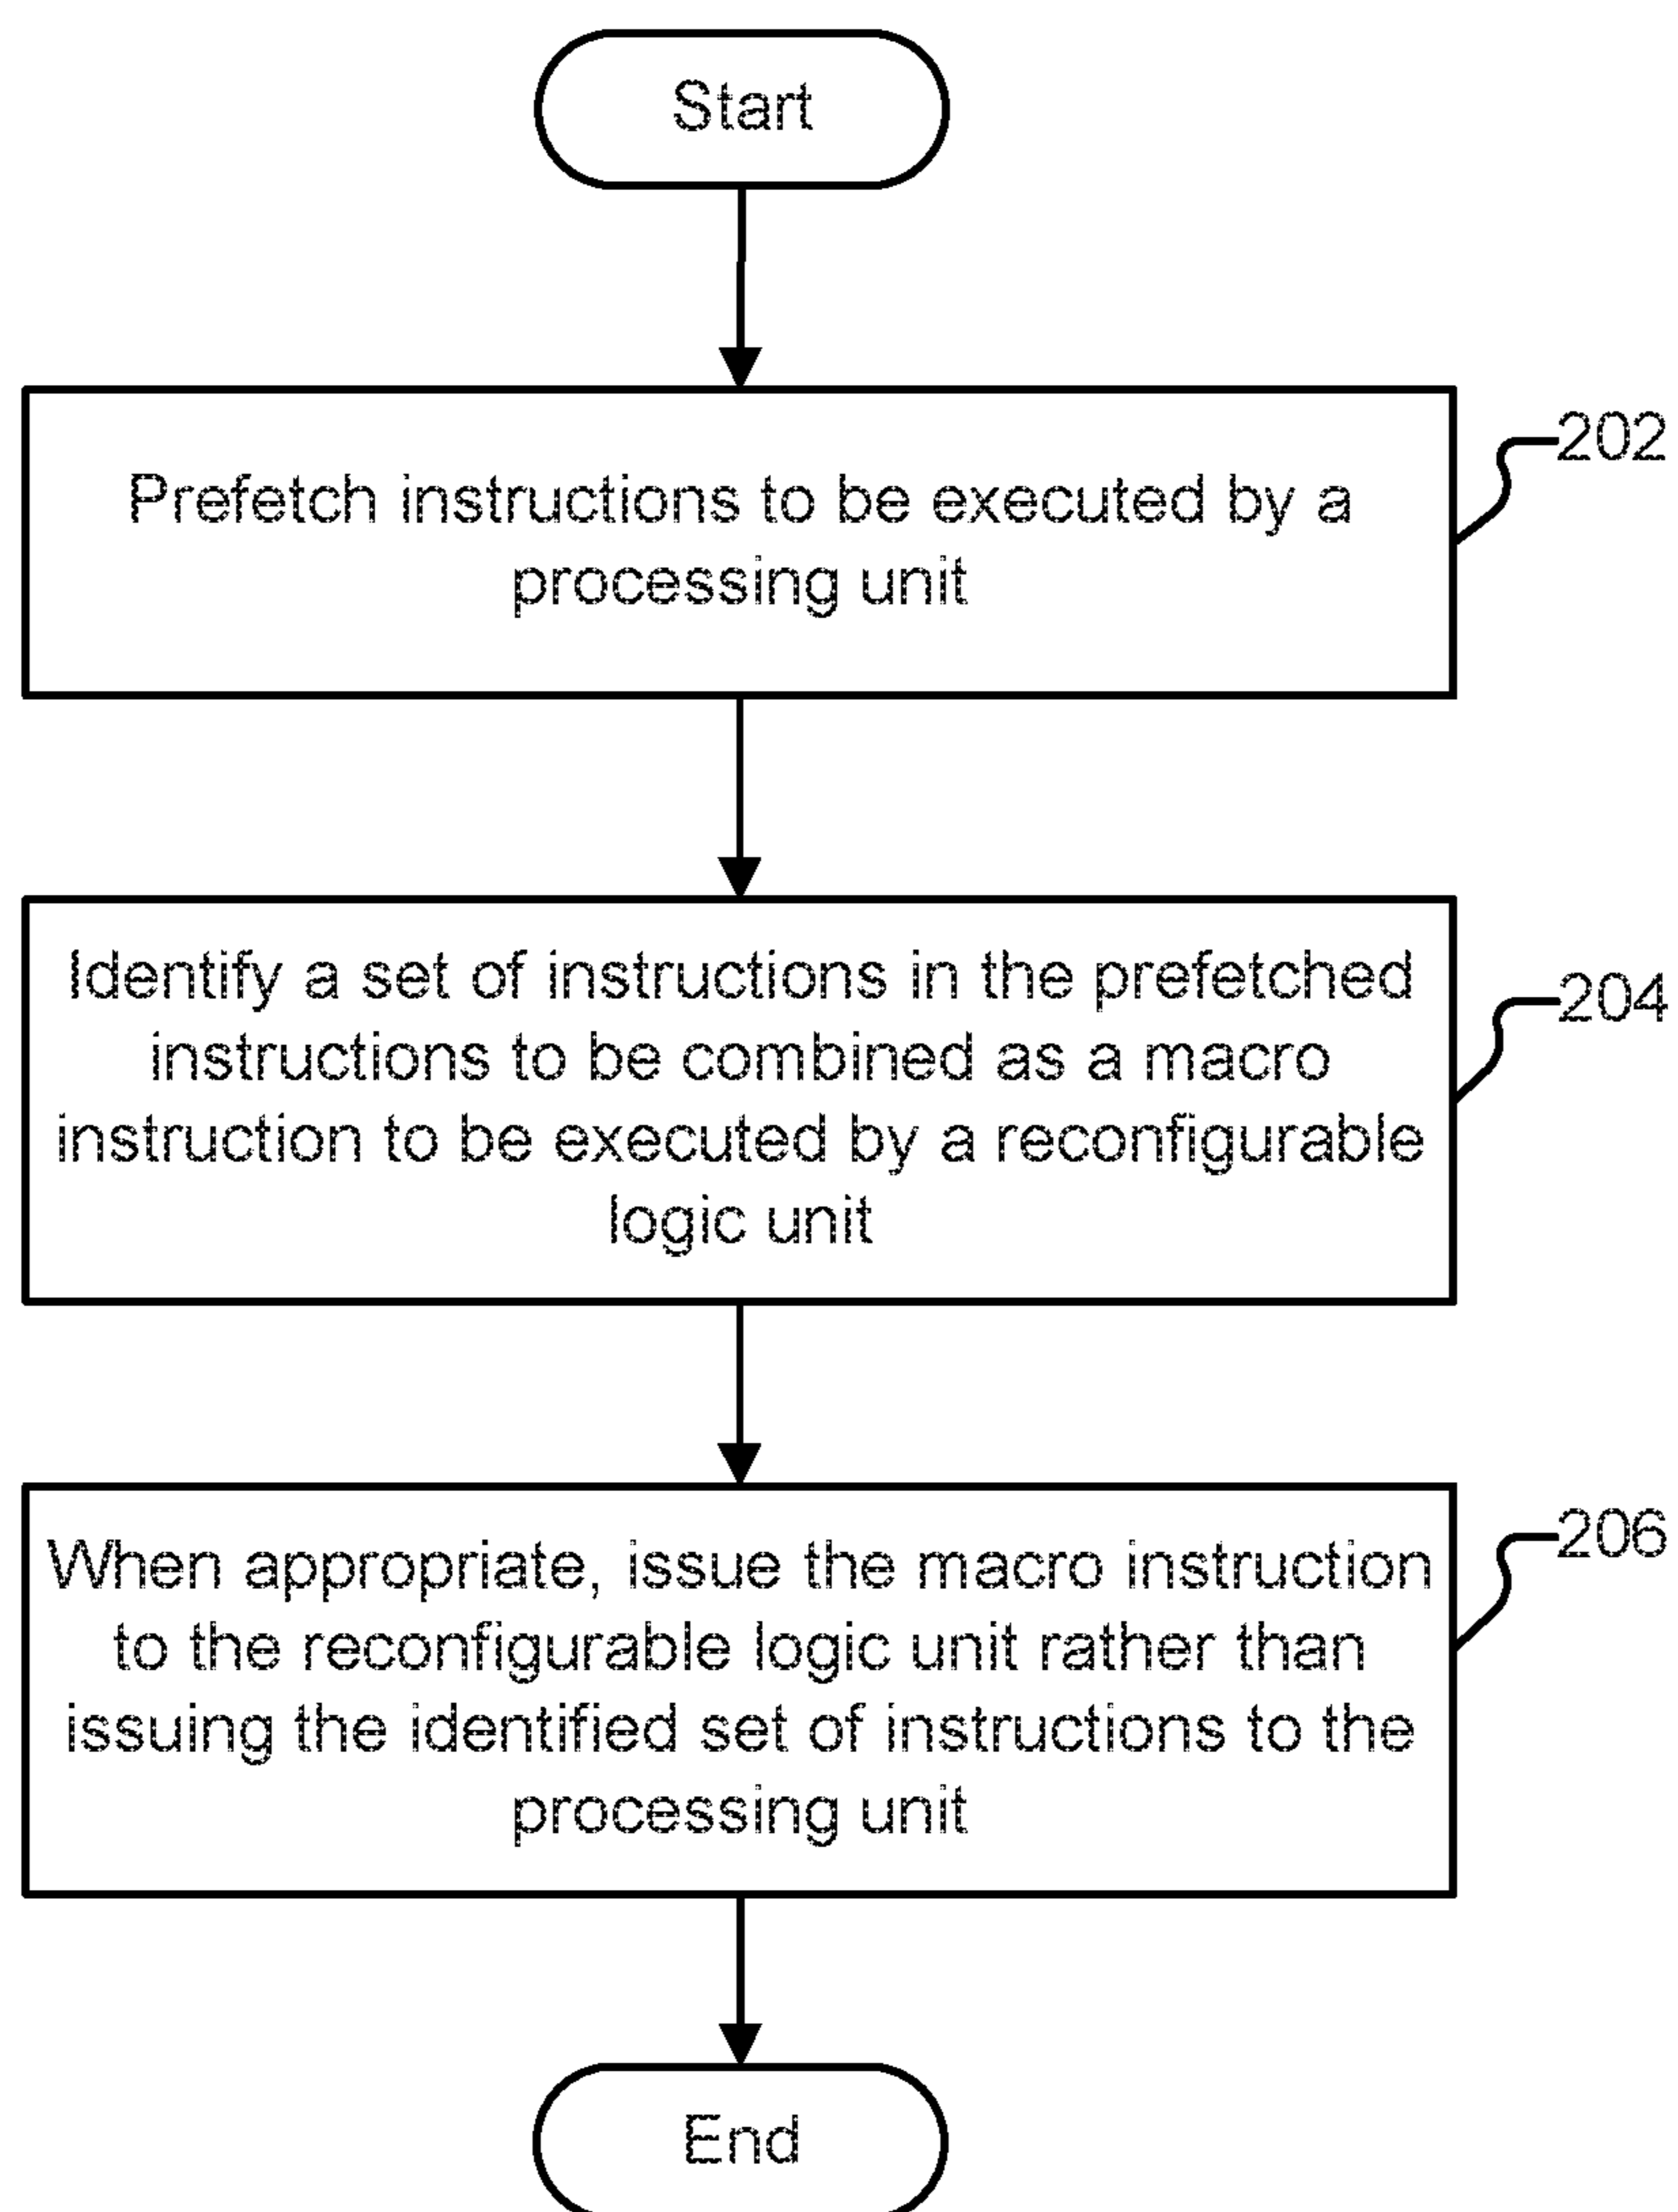 Start
202
Prefetch instructions to be executed by a
processing unit
204
Identify a set of instructions in the prefetched
instructions to be combined as a macro
instruction to be executed by a reconfigurable
logic unit
206
When appropriate, issue the macro instruction
to the reconfigurable logic unit rather than
issuing the identified set of instructions to the
processing unit
End